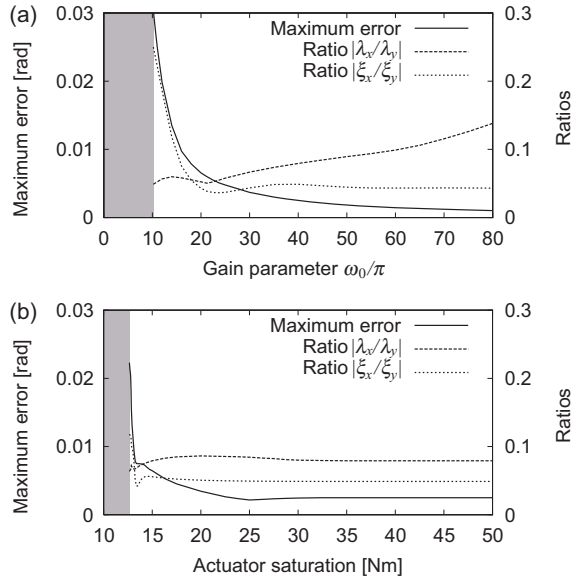 (a)
Maximum error [rad]
0.03
0.02
0.01
0
Maximum error
Ratio |λx/λy|
Ratio |ξx/ξy|
0.3
0.2
0.1
0
Ratios
0 10 20 30 40 50 60 70 80
Gain parameter ω0/π
(b)
Maximum error [rad]
0.03
0.02
0.01
0
Maximum error
Ratio |λx/λy|
Ratio |ξx/ξy|
0.3
0.2
0.1
0
Ratios
10 15 20 25 30 35 40 45 50
Actuator saturation [Nm]